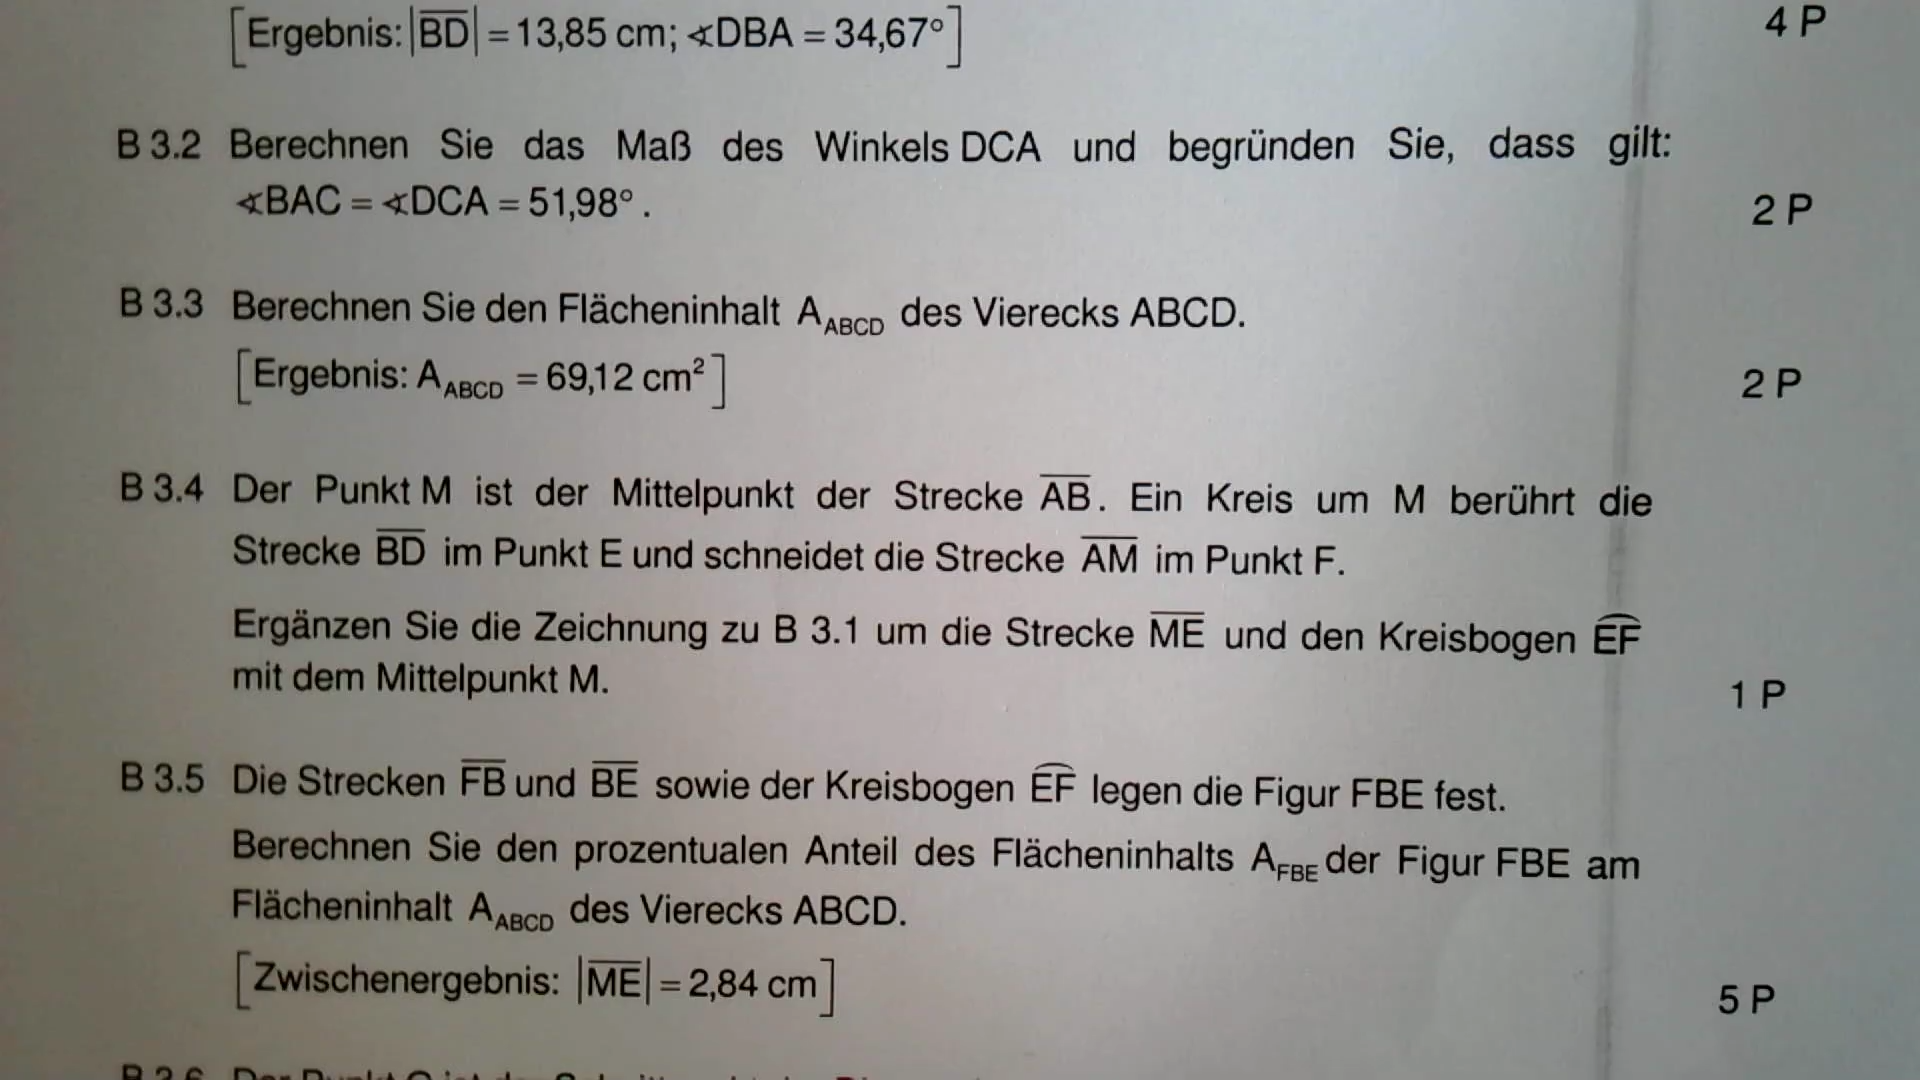 [Ergebnis: |BD| = 13,85 cm; ∢DBA = 34,67°]
4 P
B 3.2 Berechnen Sie das Maß des Winkels DCA und begründen Sie, dass gilt:
∢BAC = ∢DCA = 51,98°.
2 P
B 3.3 Berechnen Sie den Flächeninhalt A_ABCD des Vierecks ABCD.
[Ergebnis: A_ABCD = 69,12 cm²]
2 P
B 3.4 Der Punkt M ist der Mittelpunkt der Strecke AB. Ein Kreis um M berührt die
Strecke BD im Punkt E und schneidet die Strecke AM im Punkt F.
Ergänzen Sie die Zeichnung zu B 3.1 um die Strecke ME und den Kreisbogen EF
mit dem Mittelpunkt M.
1 P
B 3.5 Die Strecken FB und BE sowie der Kreisbogen EF legen die Figur FBE fest.
Berechnen Sie den prozentualen Anteil des Flächeninhalts A_FBE der Figur FBE am
Flächeninhalt A_ABCD des Vierecks ABCD.
[Zwischenergebnis: |ME| = 2,84 cm]
5 P